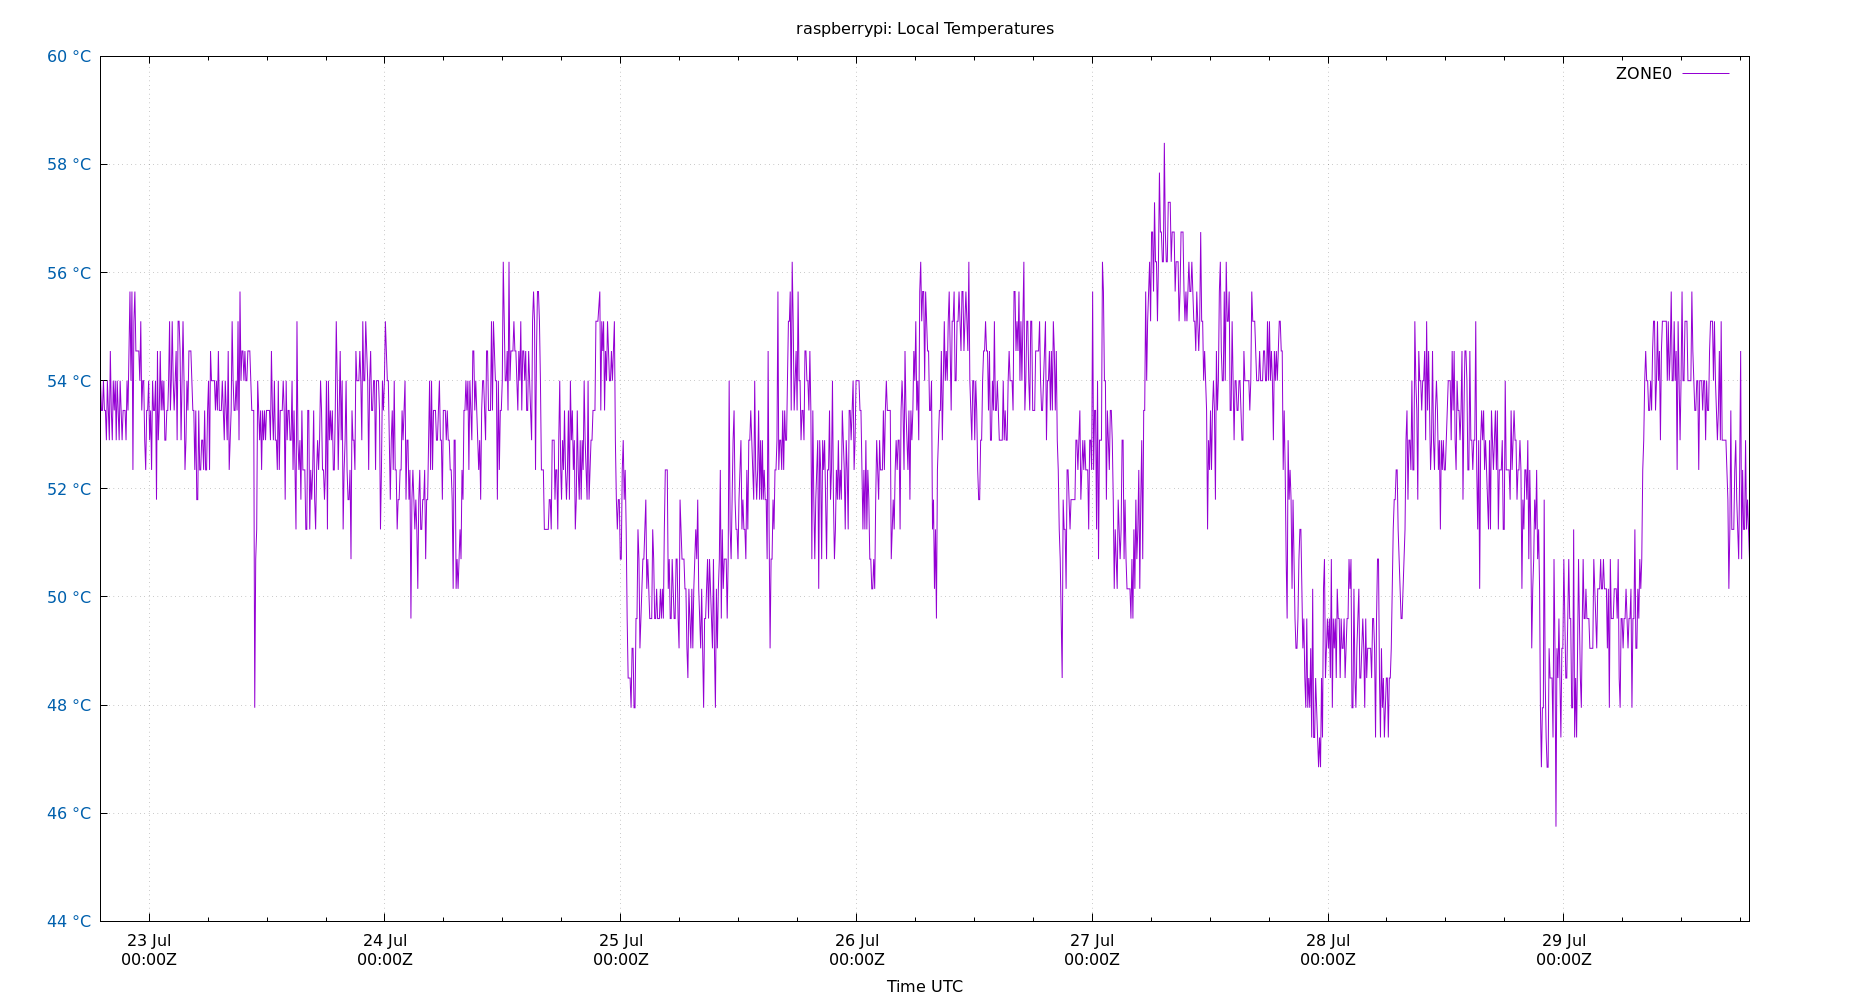 raspberrypi: Local Temperatures
60 °C
ZONE0
58 °C
56 °C
54 °C
52 °C
50 °C
48 °C
46 °C
44 °C
23 Jul 24 Jul 25 Jul 26 Jul 27 Jul 28 Jul 29 Jul
00:00Z 00:00Z 00:00Z 00:00Z 00:00Z 00:00Z 00:00Z
Time UTC